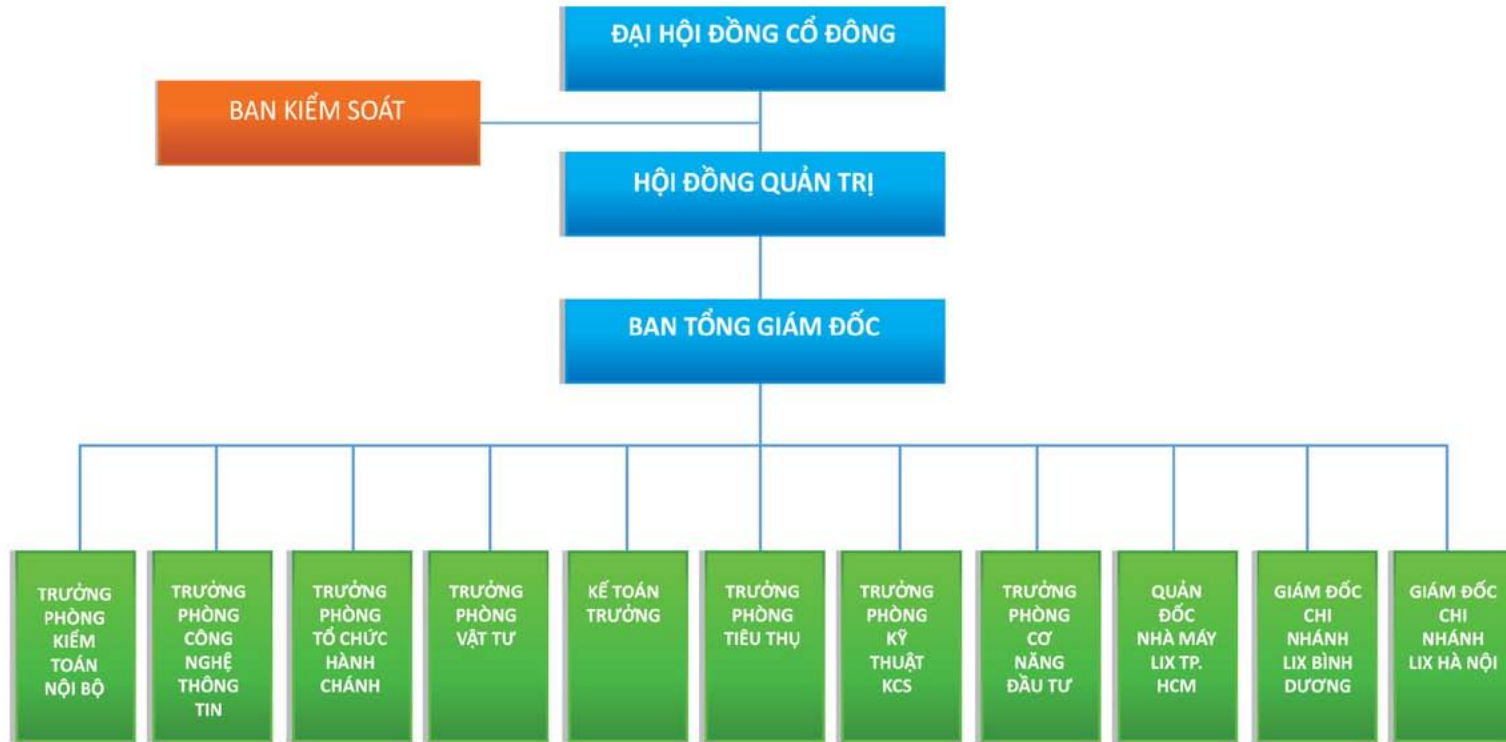 ĐẠI HỘI ĐỒNG CỔ ĐÔNG
BAN KIỂM SOÁT
HỘI ĐỒNG QUẢN TRỊ
BAN TỔNG GIÁM ĐỐC
TRƯỞNG
PHÒNG
KIỂM
TOÁN
NỘI BỘ
TRƯỞNG
PHÒNG
CÔNG
NGHỆ
THÔNG
TIN
TRƯỞNG
PHÒNG
TỔ CHỨC
HÀNH
CHÁNH
TRƯỞNG
PHÒNG
VẬT TƯ
KẾ TOÁN
TRƯỞNG
TRƯỞNG
PHÒNG
TIÊU THỤ
TRƯỞNG
PHÒNG
KỸ
THUẬT
KCS
TRƯỞNG
PHÒNG
CƠ
NĂNG
ĐẦU TƯ
QUẢN
ĐỐC
NHÀ MÁY
LIX TP.
HCM
GIÁM ĐỐC
CHI
NHÁNH
LIX BÌNH
DƯƠNG
GIÁM ĐỐC
CHI
NHÁNH
LIX HÀ NỘI